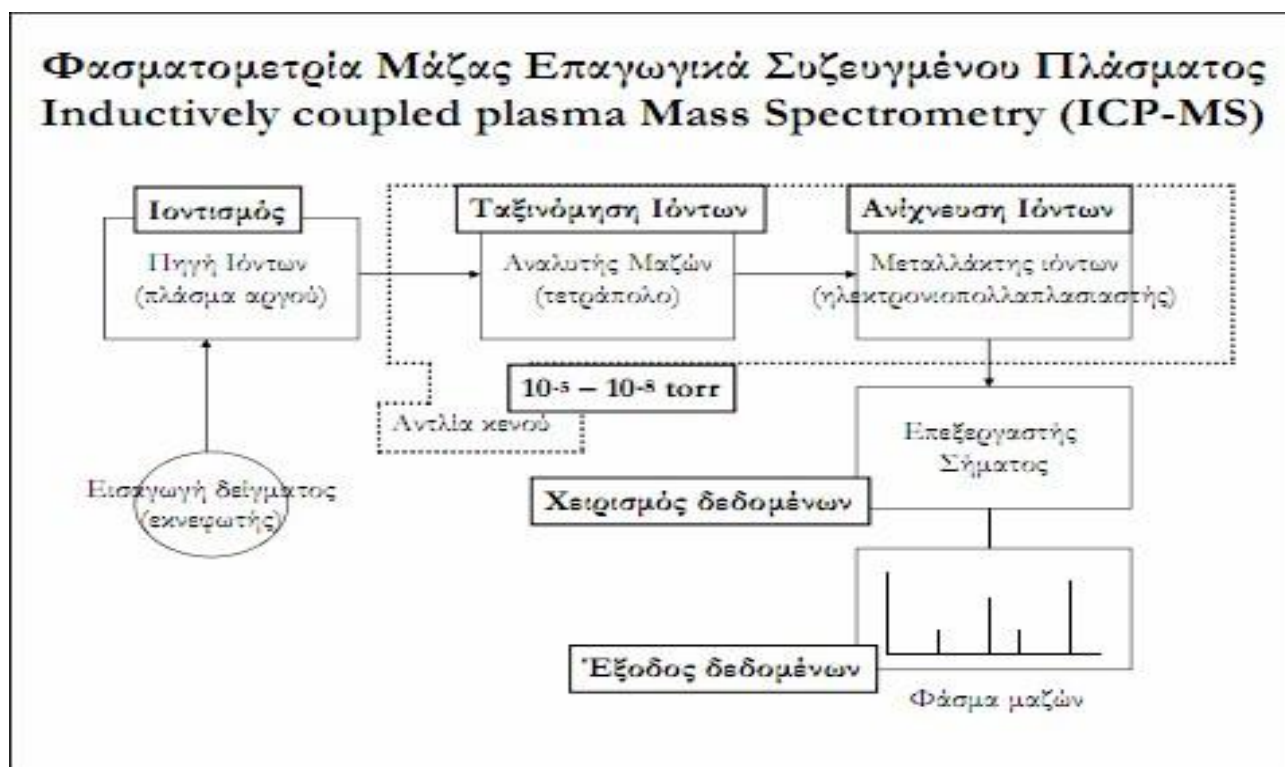 Φασματομετρία Μάζας Επαγωγικά Συζευγμένου Πλάσματος
Inductively coupled plasma Mass Spectrometry (ICP-MS)
Ιοντισμός
Πηγή Ιόντων
(πλάσμα αργού)
Ταξινόμηση Ιόντων
Αναλυτής Μαζών
(τετράπολο)
Ανίχνευση Ιόντων
Μεταλλάκτης ιόντων
(ηλεκτρονιοπολλαπλασιαστής)
10⁻⁵ – 10⁻⁸ torr
Αντλία κενού
Εισαγωγή δείγματος
(εκνεφωτής)
Επεξεργαστής
Σήματος
Χειρισμός δεδομένων
Έξοδος δεδομένων
Φάσμα μαζών